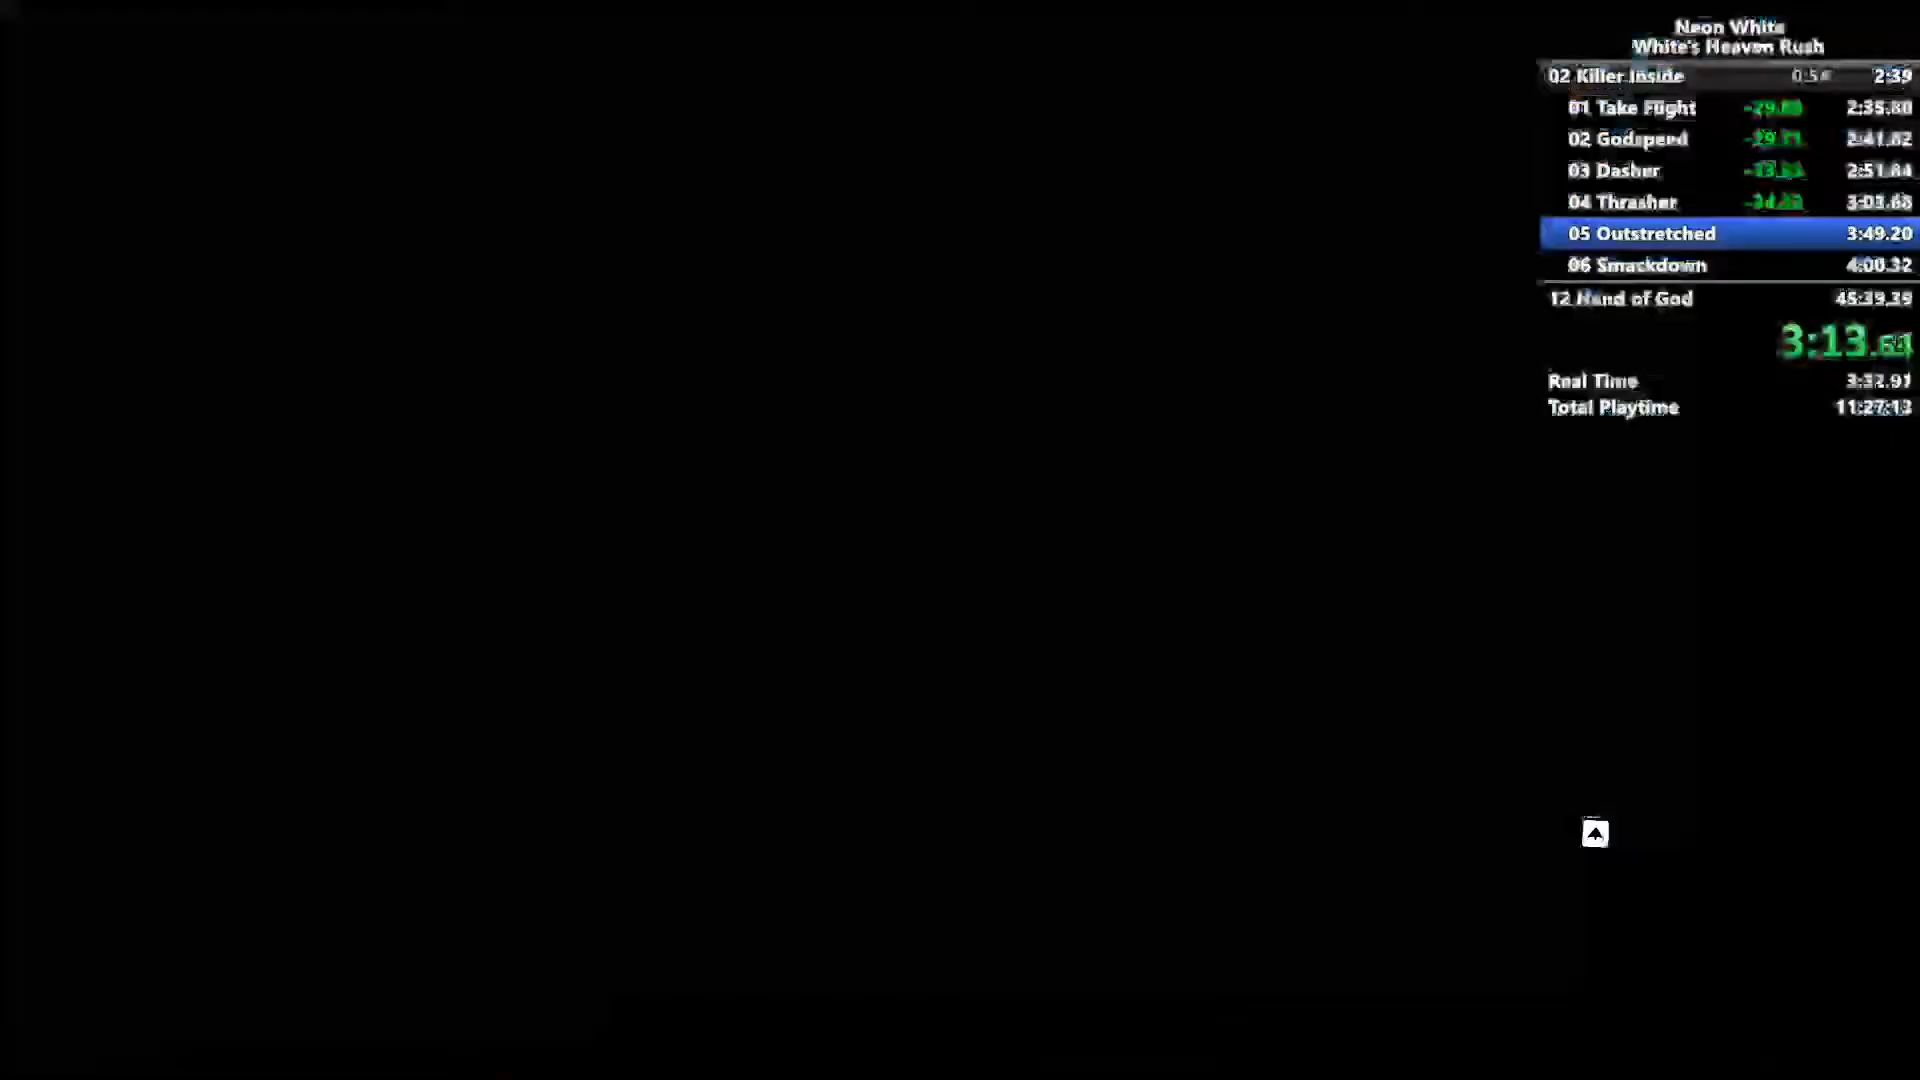 Neon White
White's Heaven Rush
02 Killer Inside 2:39
01 Take Flight 2:35.80
02 Godspeed 2:41.82
03 Dasher 2:51.84
04 Thrasher 3:03.68
05 Outstretched 3:49.20
06 Smackdown 4:00.32
12 Hand of God 45:39.39
3:13
Real Time 3:32.91
Total Playtime 11:27:13